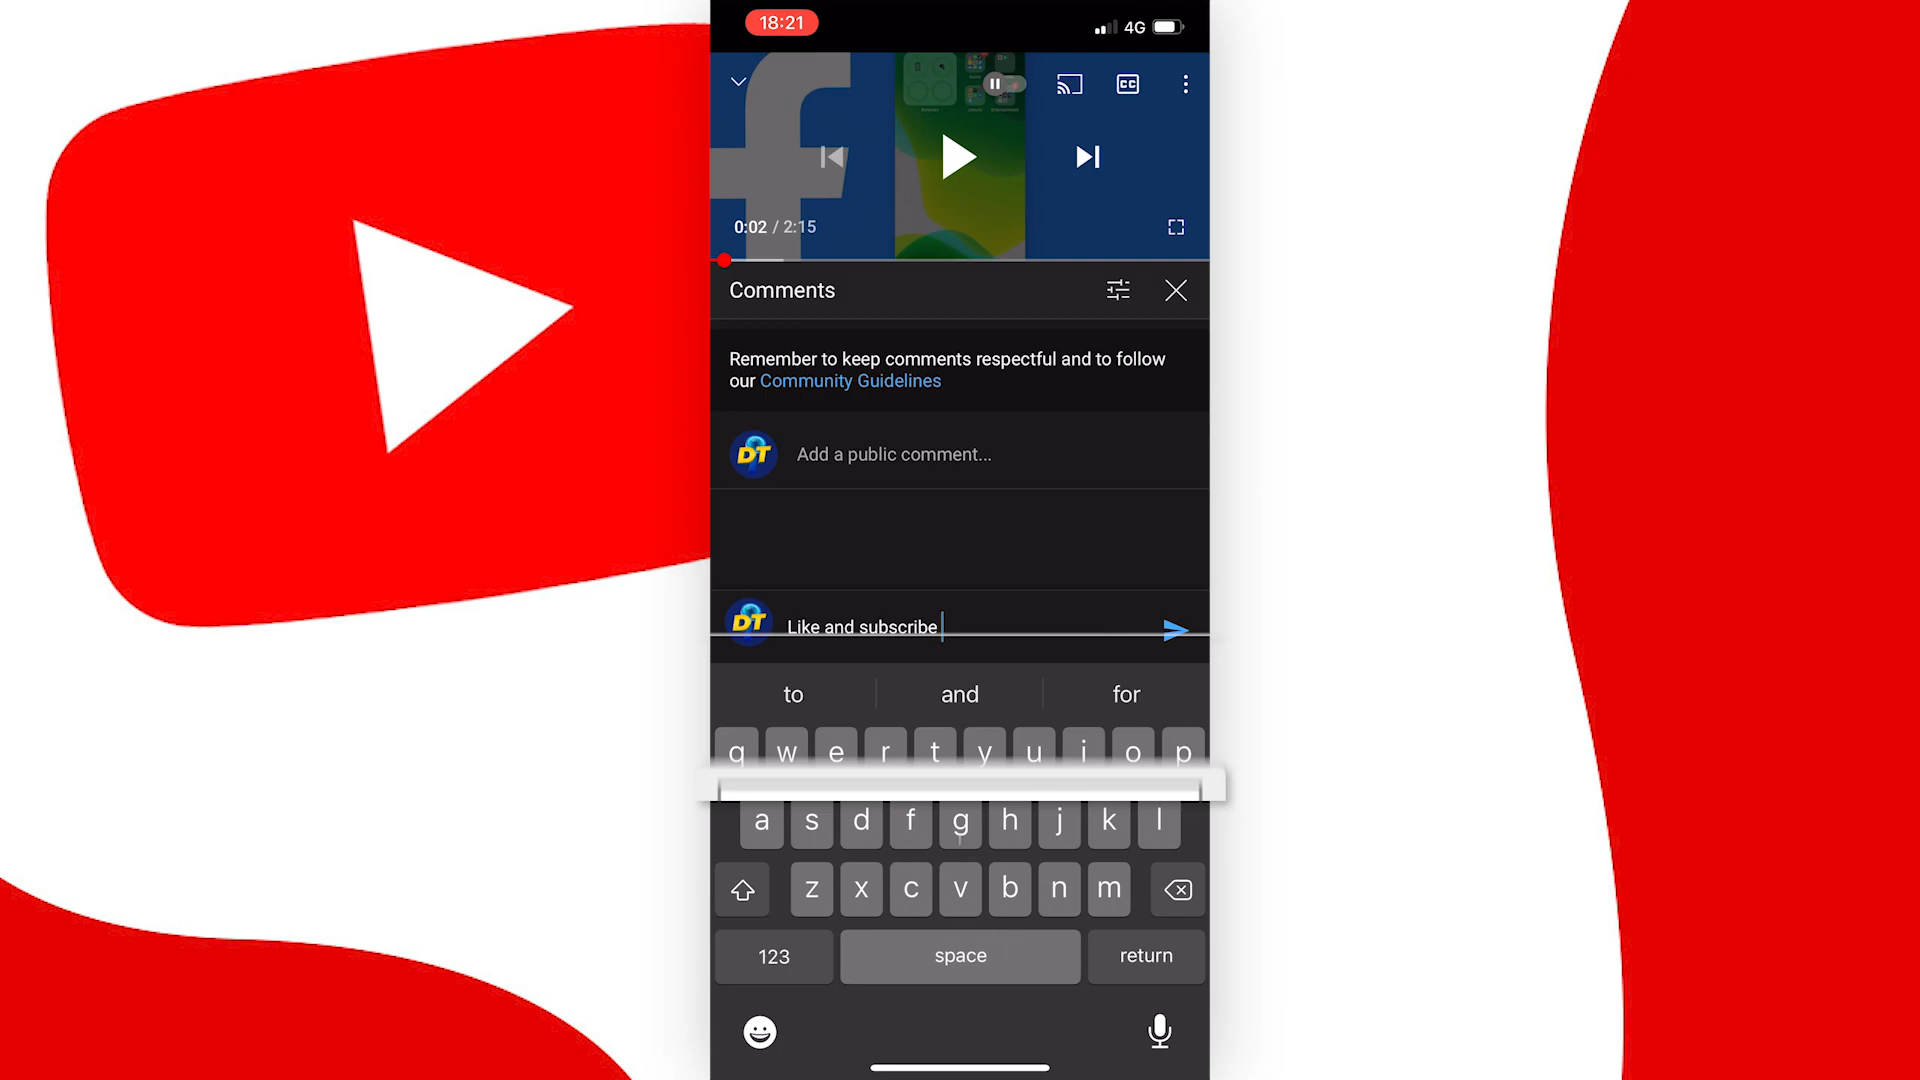 18:21
4G
CC
0:02 / 2:15
Comments
Remember to keep comments respectful and to follow
our Community Guidelines
DT
Add a public comment...
DT
Like and subscribe
to and for
q w e r t y u i o p
a s d f g h j k l
z x c v b n m
123 space return